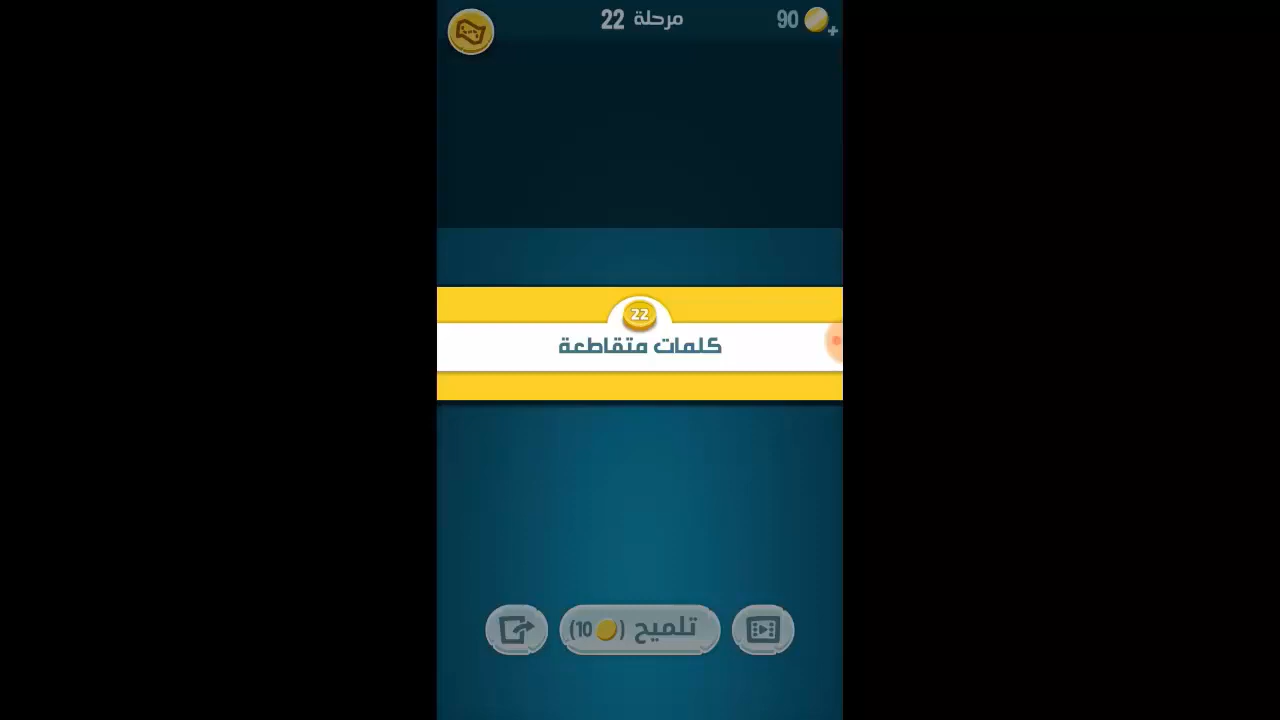 مرحلة 22
90
22
كلمات متقاطعة
تلميح (10)